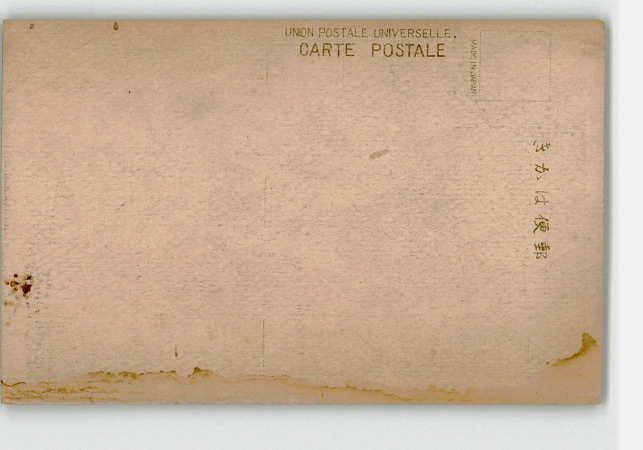 UNION POSTALE UNIVERSELLE.
CARTE POSTALE
MADE IN JAPAN
きかは便郵